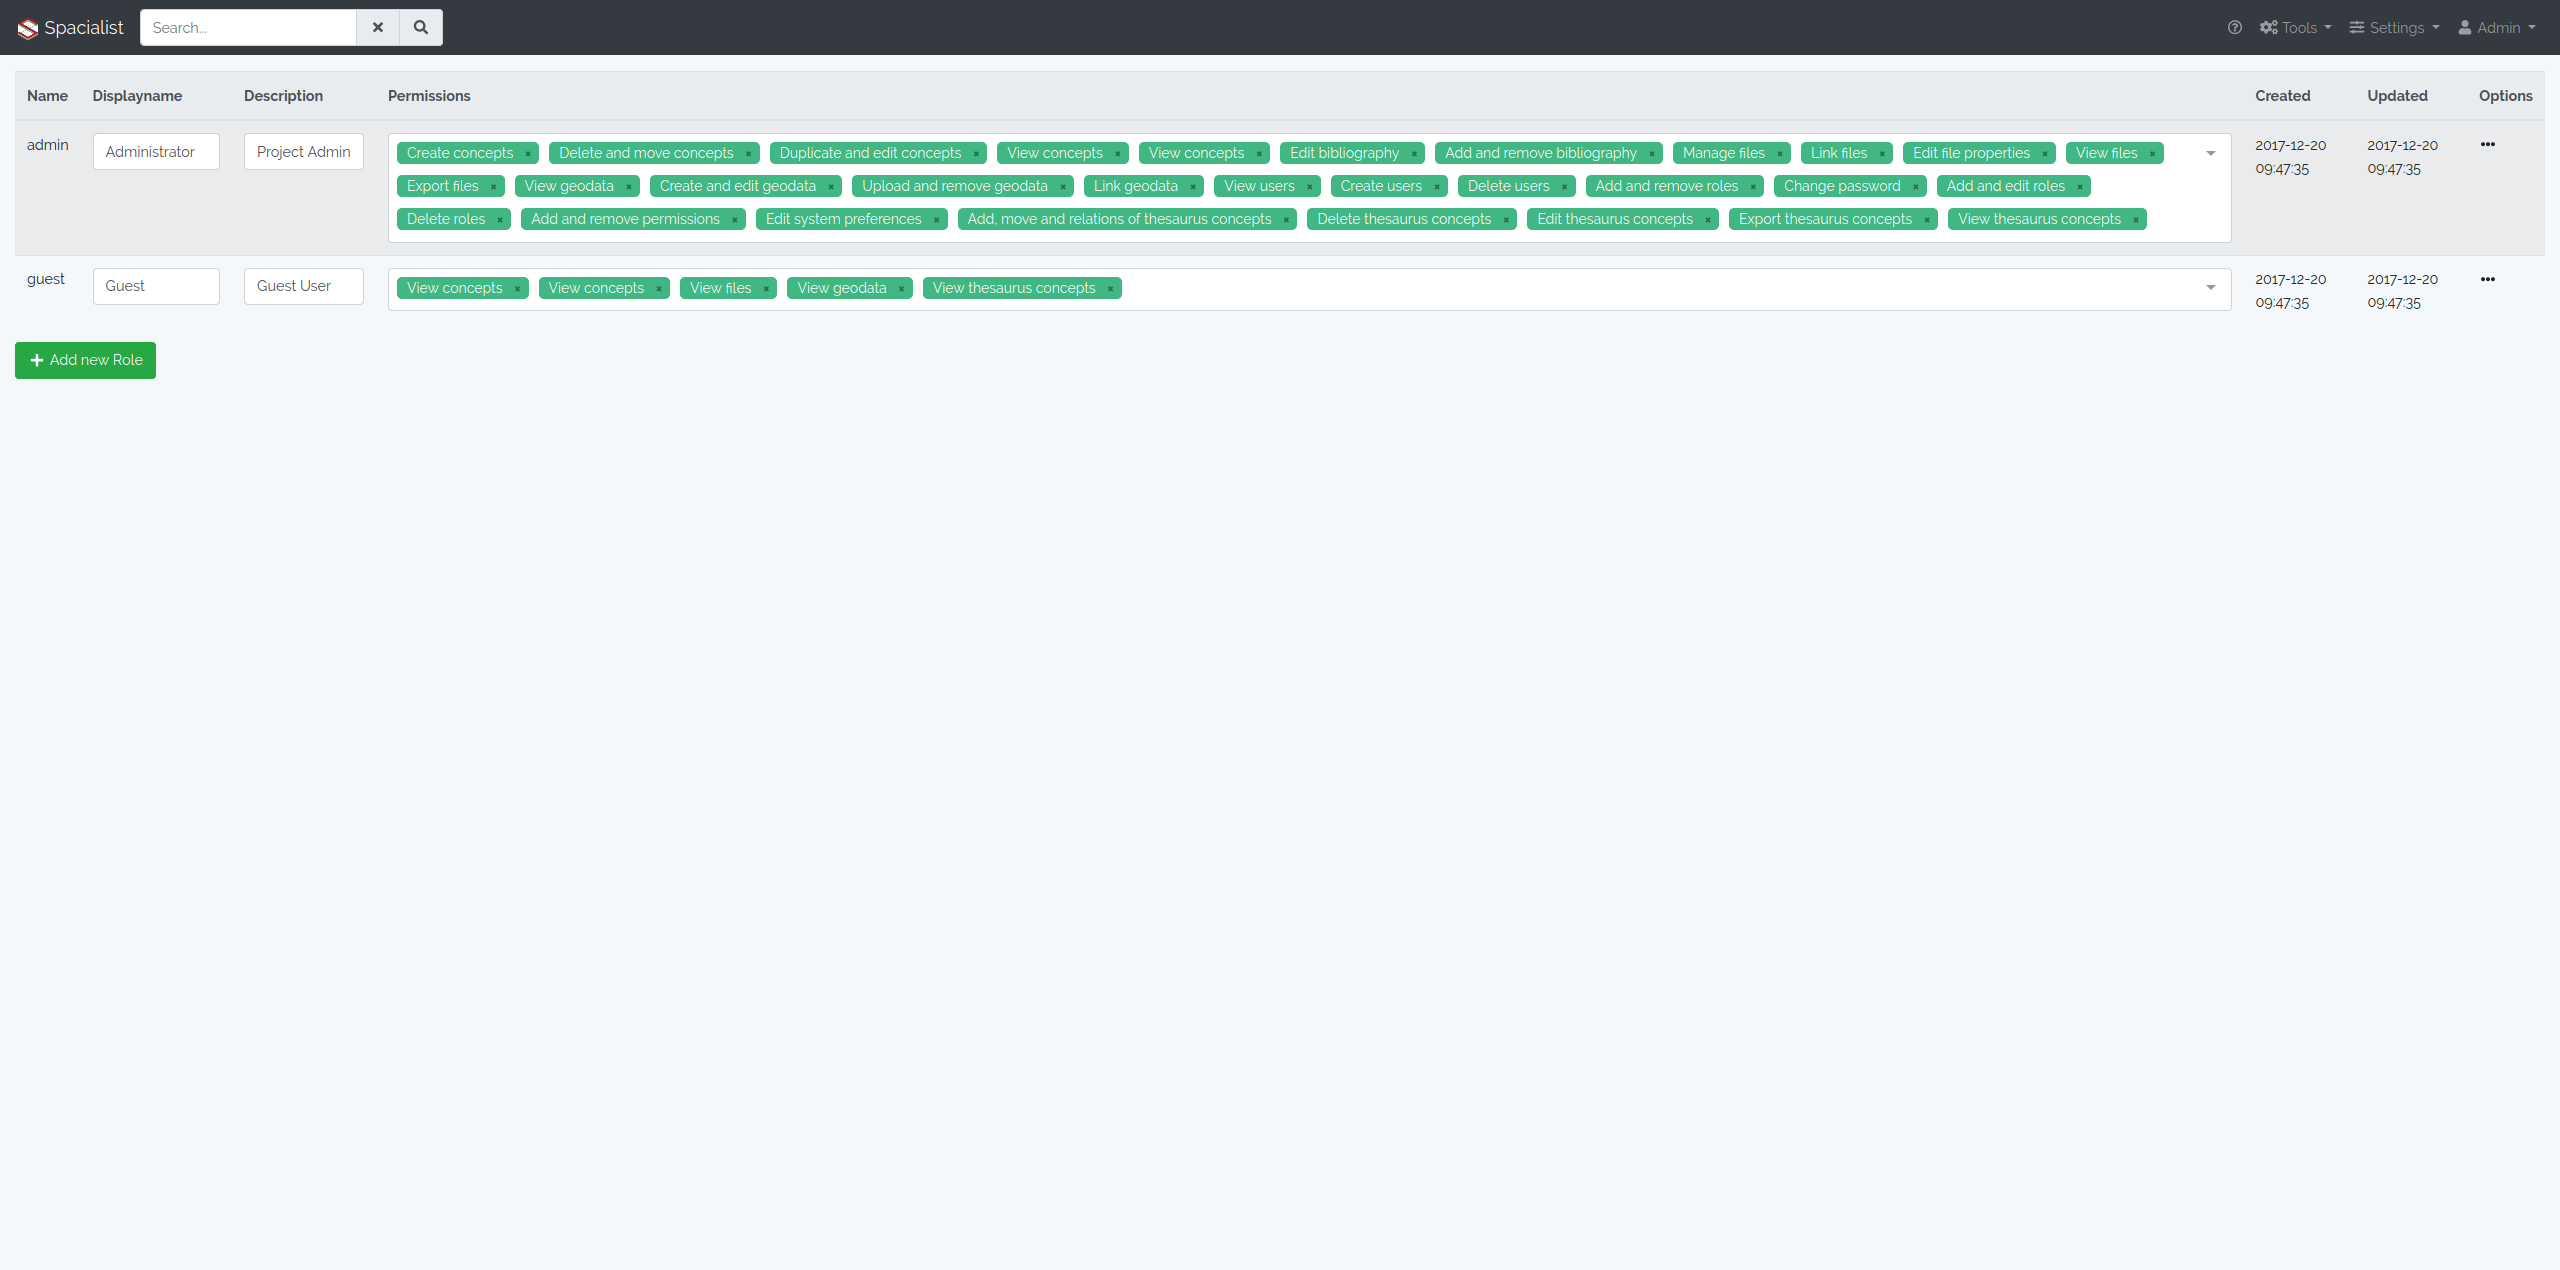 Spacialist Search... Tools Settings Admin
Name Displayname Description Permissions Created Updated Options
admin Administrator Project Admin Create concepts Delete and move concepts Duplicate and edit concepts View concepts View concepts Edit bibliography Add and remove bibliography Manage files Link files Edit file properties View files 2017-12-20 2017-12-20
09:47:35 09:47:35
Export files View geodata Create and edit geodata Upload and remove geodata Link geodata View users Create users Delete users Add and remove roles Change password Add and edit roles
Delete roles Add and remove permissions Edit system preferences Add, move and relations of thesaurus concepts Delete thesaurus concepts Edit thesaurus concepts Export thesaurus concepts View thesaurus concepts
guest Guest Guest User View concepts View concepts View files View geodata View thesaurus concepts 2017-12-20 2017-12-20
09:47:35 09:47:35
Add new Role